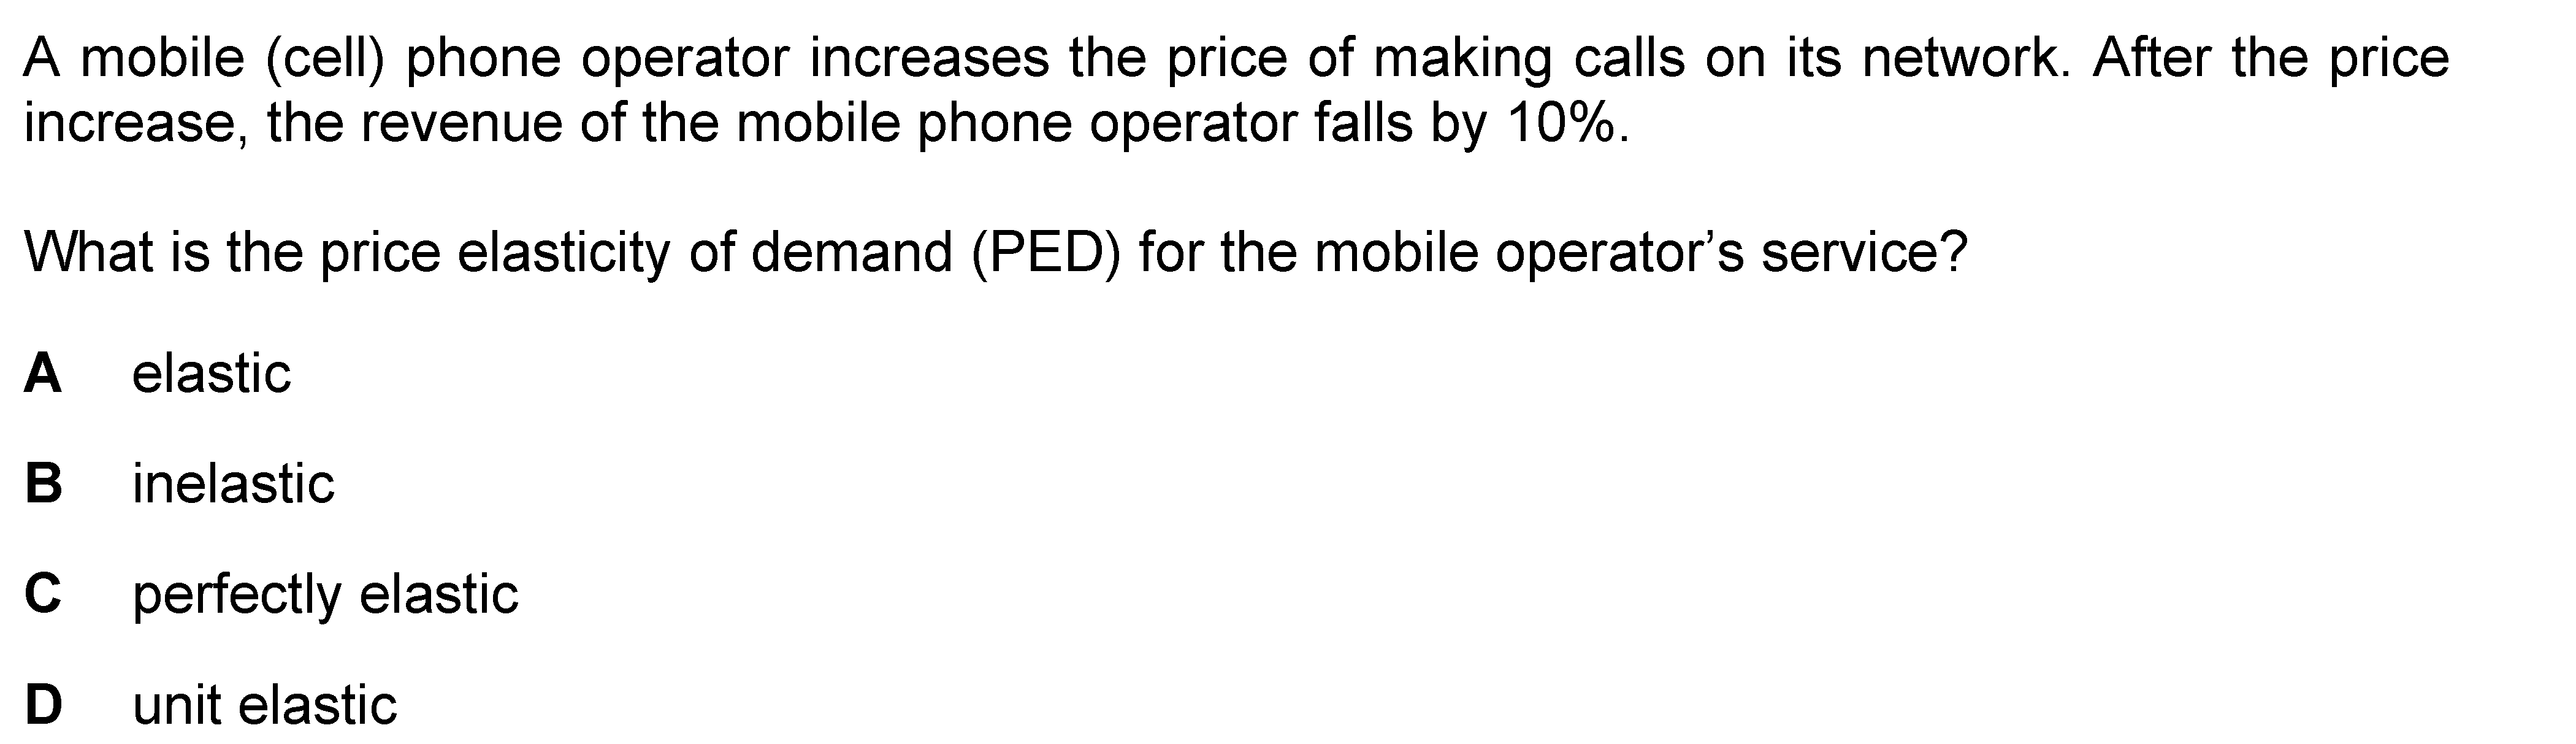 A mobile (cell) phone operator increases the price of making calls on its network. After the price
increase, the revenue of the mobile phone operator falls by 10%.
What is the price elasticity of demand (PED) for the mobile operator’s service?
A elastic
B inelastic
C perfectly elastic
D unit elastic